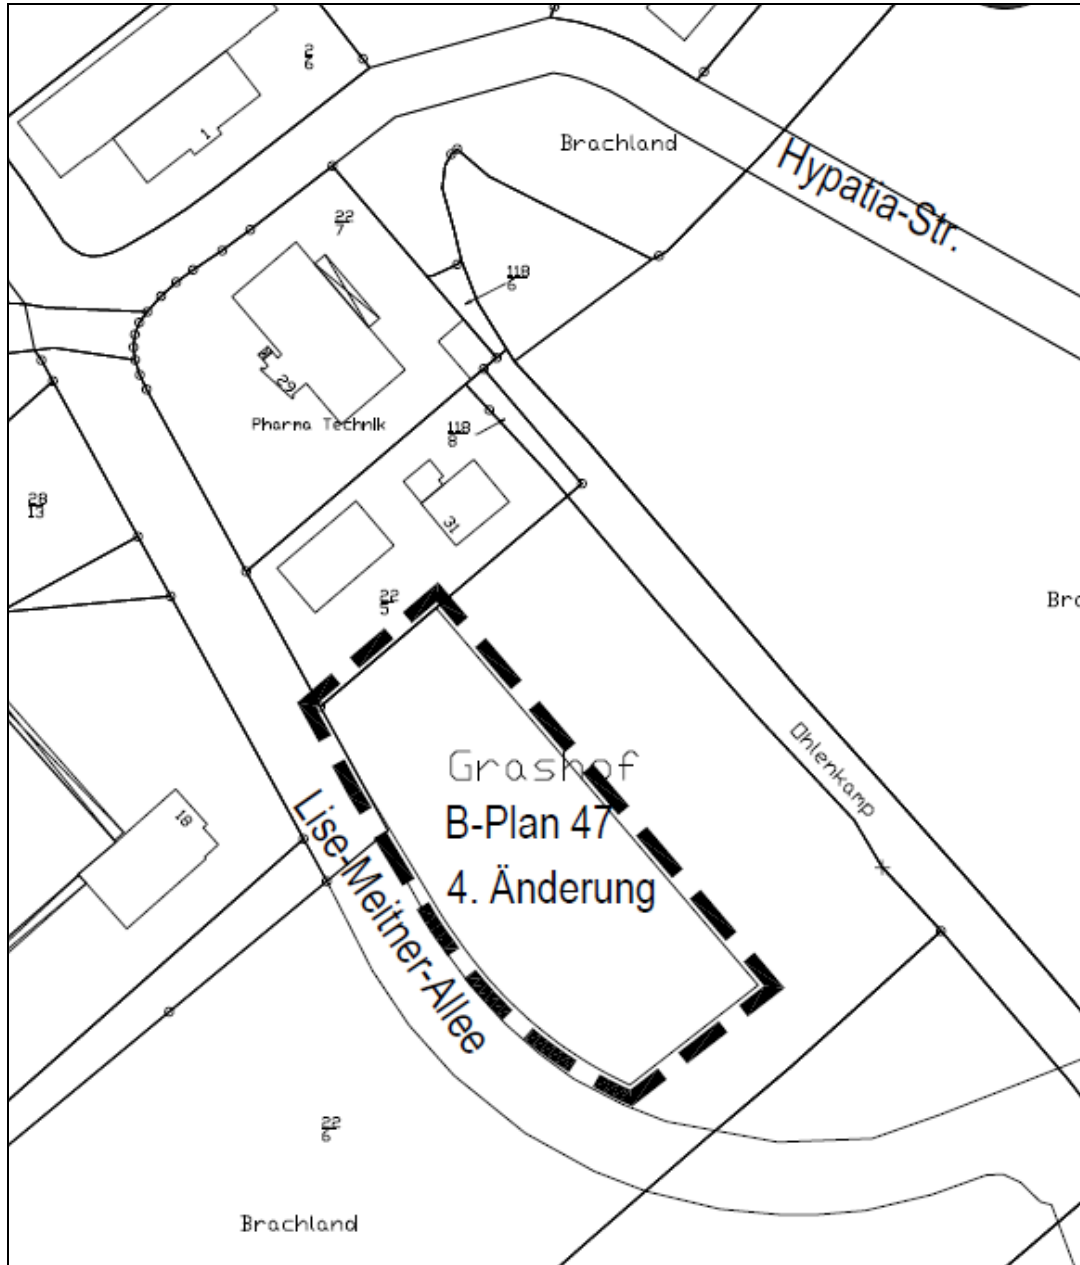 2
6
1
Brachland
Hypatia-Str.
22
7
118
6
29
Pharma Technik
118
8
28
13
31
22
5
Bra
Grashof
B-Plan 47
4. Änderung
Ohlenkamp
18
Lise-Meitner-Allee
22
6
Brachland